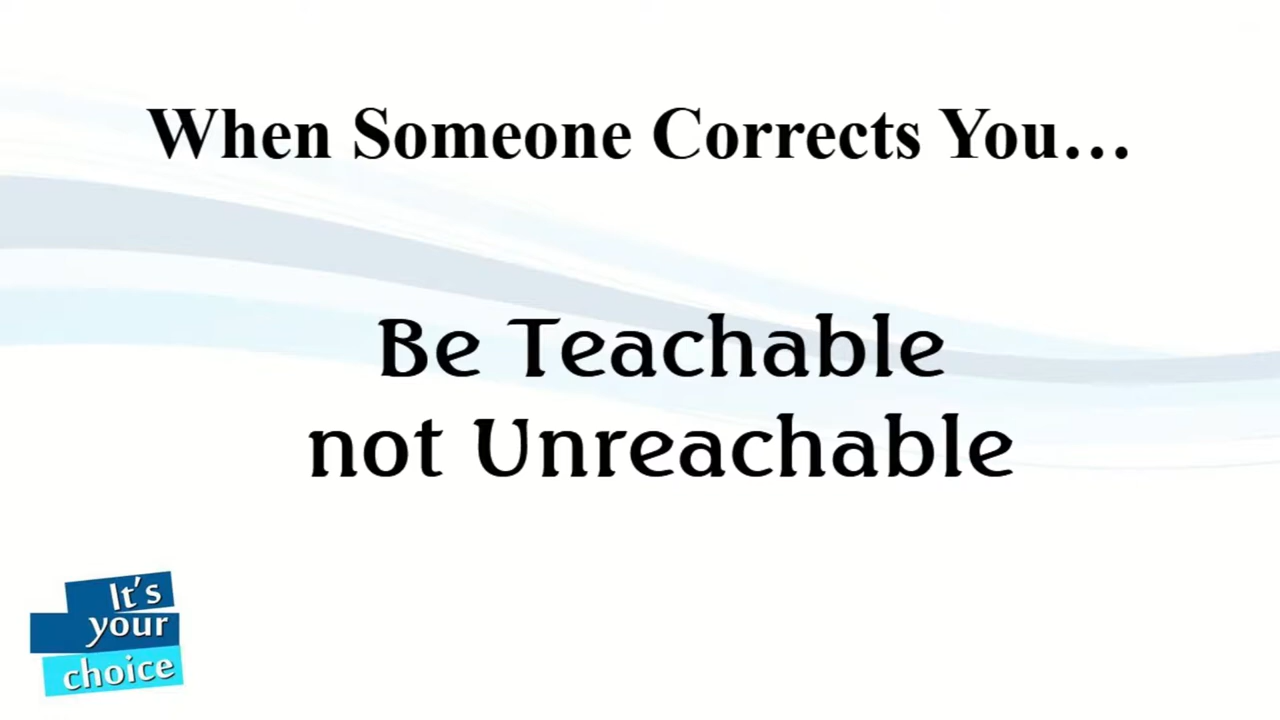 When Someone Corrects You…
Be Teachable
not Unreachable
It's
your
choice